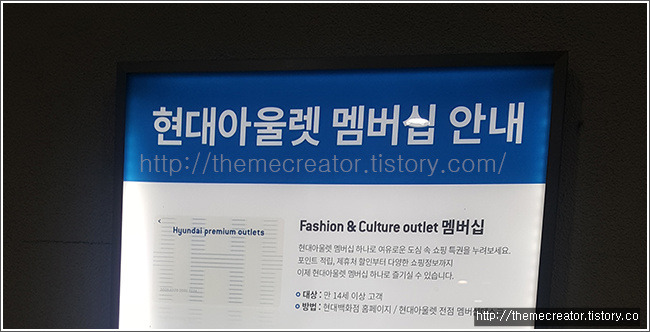 현대아울렛 멤버십 안내
http://themecreator.tistory.com/
Hyundai premium outlets
Fashion & Culture outlet 멤버십
현대아울렛 멤버십 하나로 여유로운 도심 속 쇼핑 특권을 누려보세요.
포인트 적립, 제휴처 할인부터 다양한 쇼핑정보까지
이제 현대아울렛 멤버십 하나로 즐기실 수 있습니다.
대상 : 만 14세 이상 고객
방법 : 현대백화점 홈페이지 / 현대아울렛 전점 멤버
http://themecreator.tistory.co